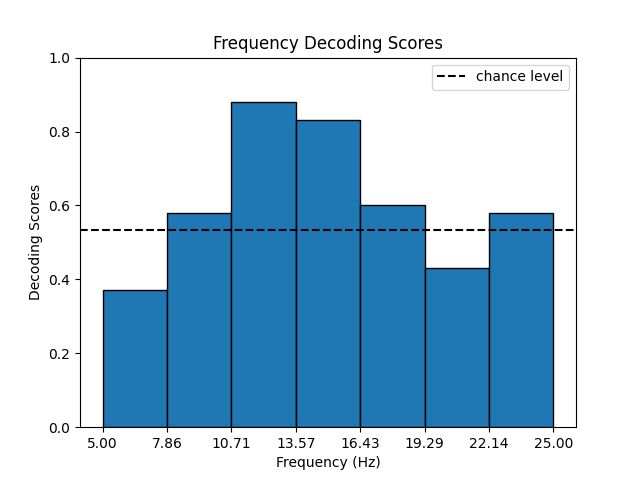 Frequency Decoding Scores
chance level
1.0
0.8
0.6
0.4
0.2
0.0
Decoding Scores
5.00 7.86 10.71 13.57 16.43 19.29 22.14 25.00
Frequency (Hz)